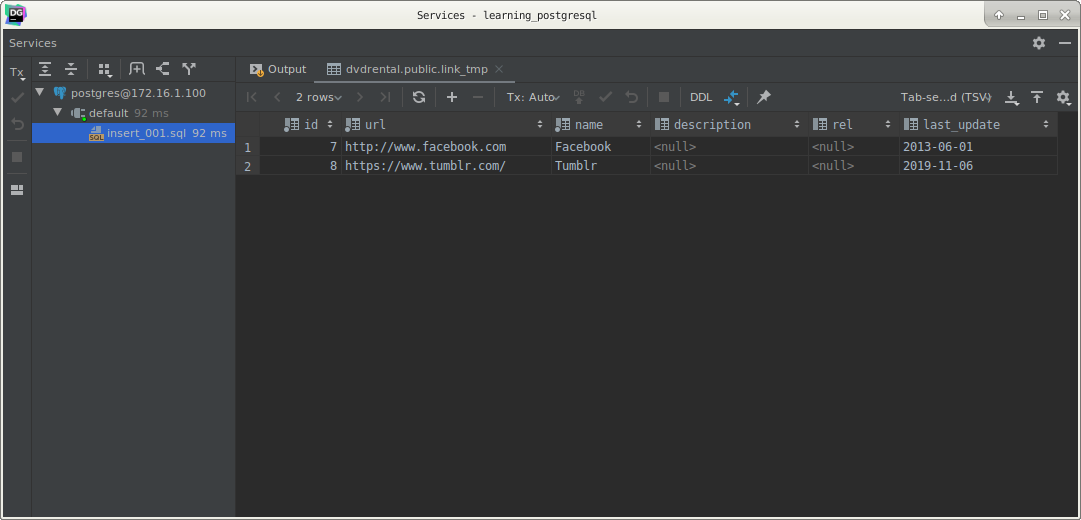 DG
Services - learning_postgresql
Services
Tx
Output
dvdrental.public.link_tmp
2 rows
Tx: Auto
DB
DDL
Tab-se...d (TSV)
postgres@172.16.1.100
default 92 ms
SQL
insert_001.sql 92 ms
id url name description rel last_update
1 7 http://www.facebook.com Facebook <null> <null> 2013-06-01
2 8 https://www.tumblr.com/ Tumblr <null> <null> 2019-11-06